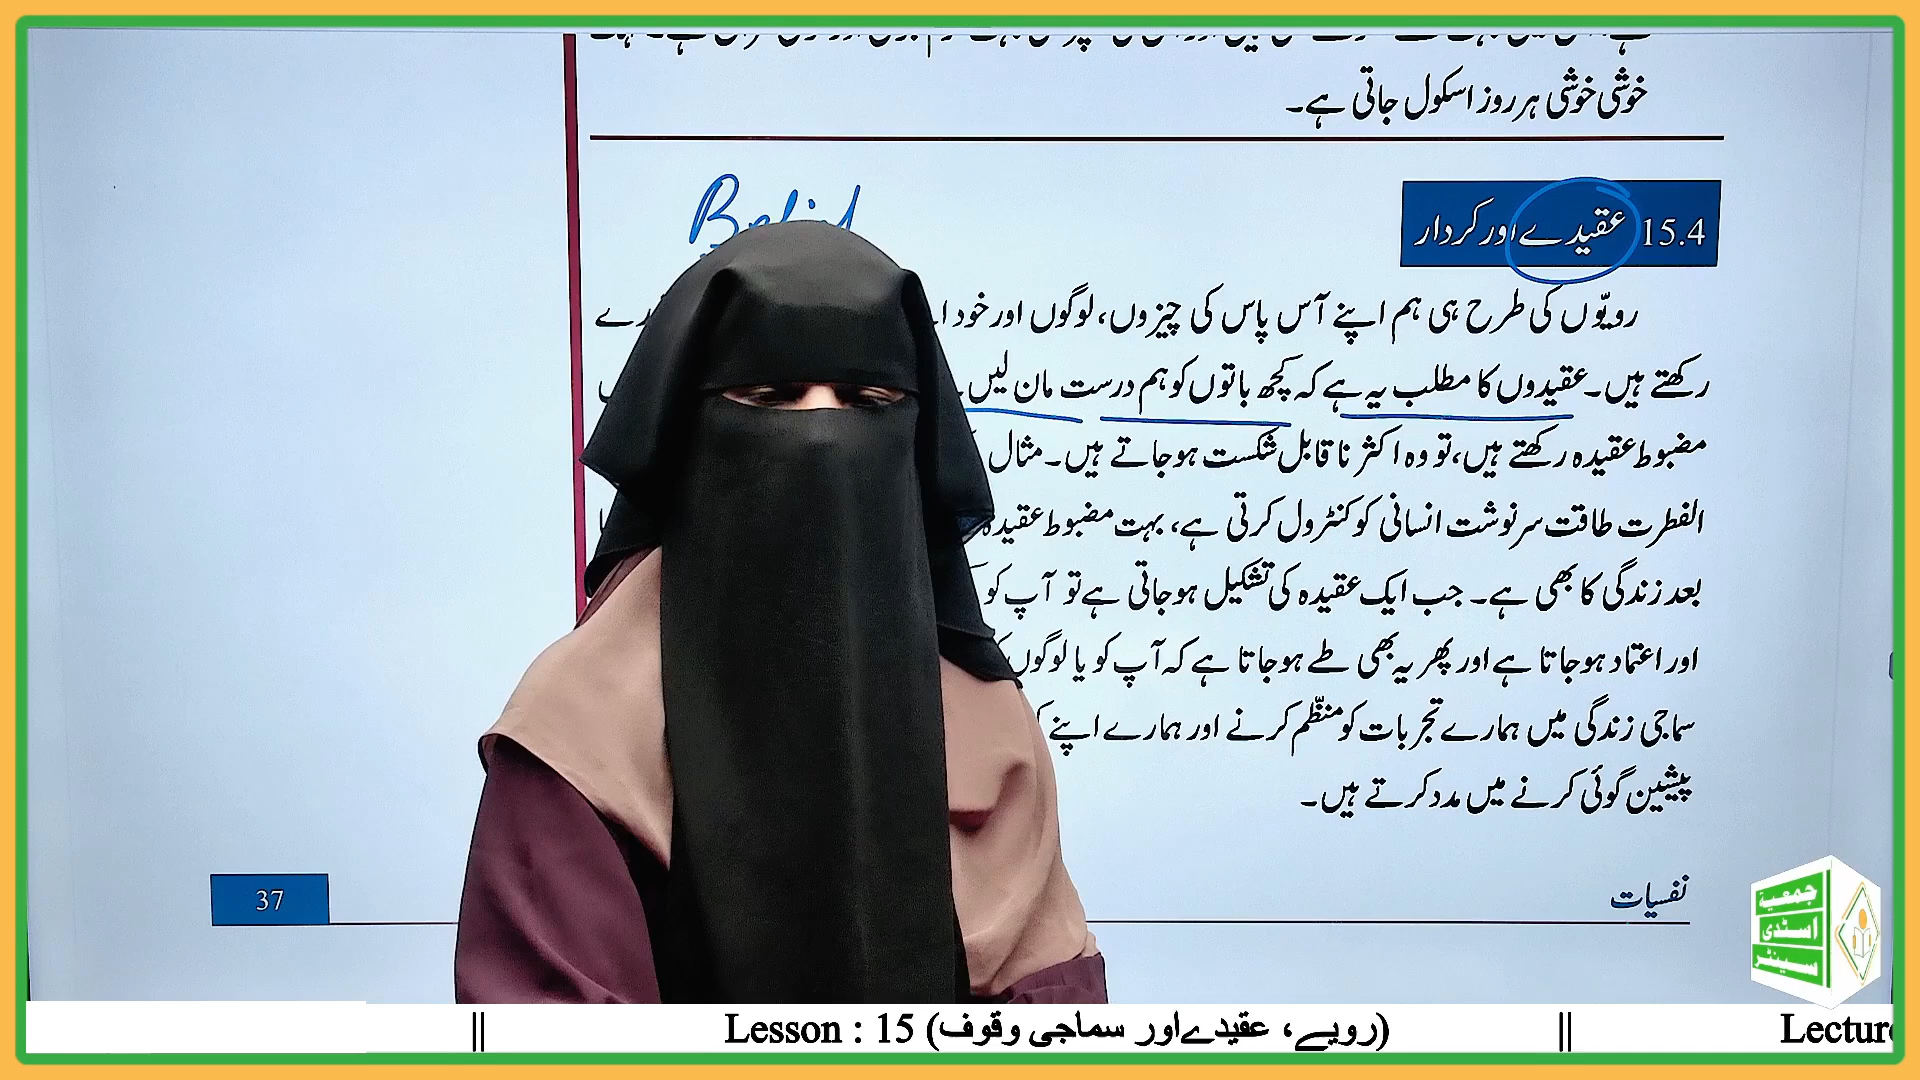 خوشی خوشی ہر روز اسکول جاتی ہے۔
Belief
15.4 عقیدے اور کردار
رویّوں کی طرح ہی ہم اپنے آس پاس کی چیزوں، لوگوں اور خود
رکھتے ہیں۔ عقیدوں کا مطلب یہ ہے کہ کچھ باتوں کو ہم درست مان لیں۔
مضبوط عقیدہ رکھتے ہیں، تو وہ اکثر ناقابل شکست ہوجاتے ہیں۔ مثال
الفطرت طاقت سرنوشت انسانی کو کنٹرول کرتی ہے، بہت مضبوط عقیدہ
بعد زندگی کا بھی ہے۔ جب ایک عقیدہ کی تشکیل ہوجاتی ہے تو آپ کو
اور اعتماد ہوجاتا ہے اور پھر یہ بھی طے ہوجاتا ہے کہ آپ کو یا لوگوں
سماجی زندگی میں ہمارے تجربات کو منظّم کرنے اور ہمارے اپنے
پیشین گوئی کرنے میں مدد کرتے ہیں۔
نفسیات
37
جمعية
اسٹڈی
سینٹر
|| Lesson : 15 (رویے، عقیدےاور سماجی وقوف) || Lecture